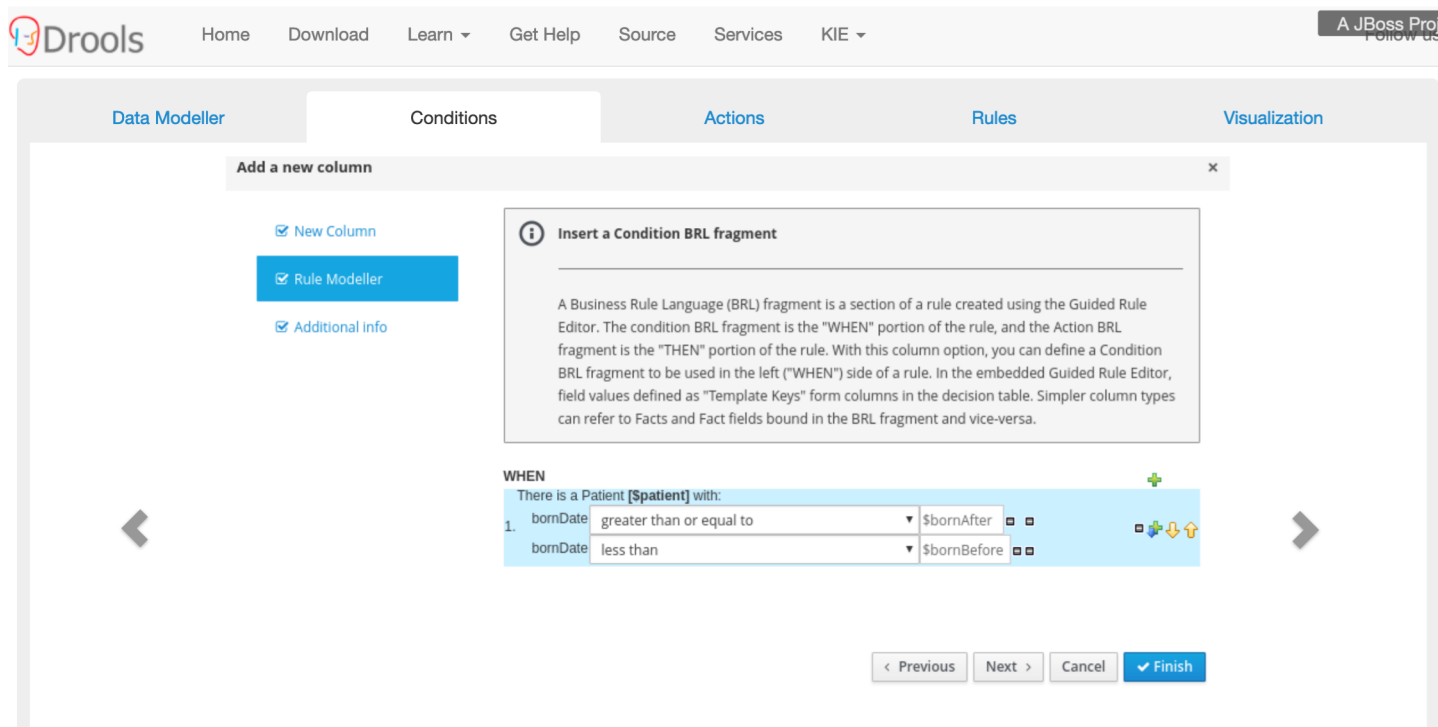 Drools
Home Download Learn Get Help Source Services KIE
A JBoss Proj
Follow us
Data Modeller Conditions Actions Rules Visualization
Add a new column ×
New Column
Rule Modeller
Additional info
Insert a Condition BRL fragment
A Business Rule Language (BRL) fragment is a section of a rule created using the Guided Rule
Editor. The condition BRL fragment is the "WHEN" portion of the rule, and the Action BRL
fragment is the "THEN" portion of the rule. With this column option, you can define a Condition
BRL fragment to be used in the left ("WHEN") side of a rule. In the embedded Guided Rule Editor,
field values defined as "Template Keys" form columns in the decision table. Simpler column types
can refer to Facts and Fact fields bound in the BRL fragment and vice-versa.
WHEN
There is a Patient [$patient] with:
1. bornDate greater than or equal to $bornAfter
bornDate less than $bornBefore
< Previous Next > Cancel Finish